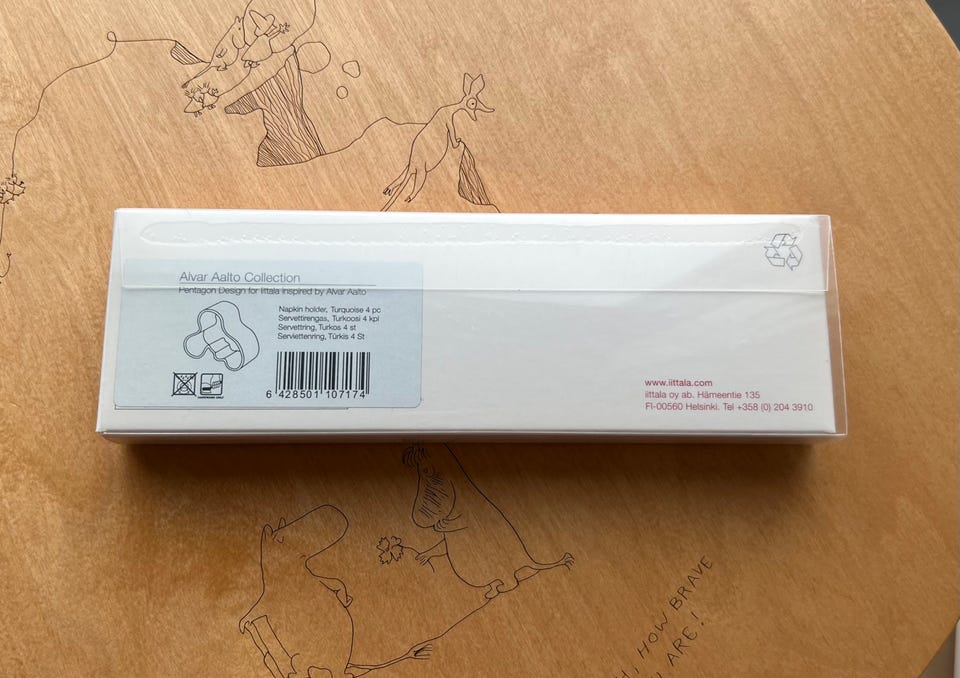 Alvar Aalto Collection
Pentagon Design for Iittala inspired by Alvar Aalto
Napkin holder, Turquoise 4 pc
Servettirengas, Turkoosi 4 kpl
Servettring, Turkos 4 st
Serviettenring, Türkis 4 St
6 428501 107174
HANDWASH ONLY
www.iittala.com
iittala oy ab. Hämeentie 135
FI-00560 Helsinki. Tel +358 (0) 204 3910
HOW BRAVE
ARE!